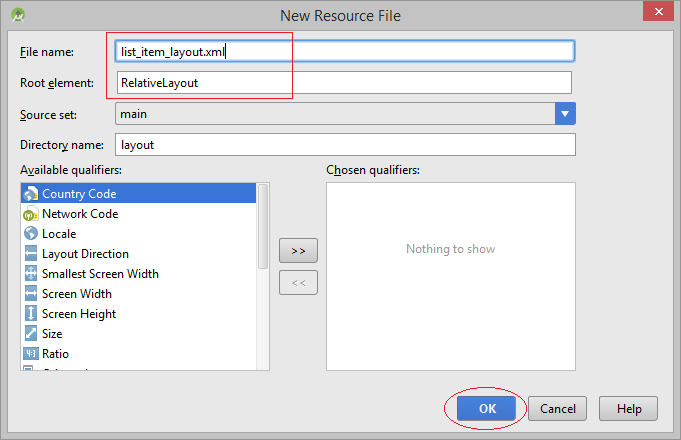 New Resource File
File name: list_item_layout.xml
Root element: RelativeLayout
Source set: main
Directory name: layout
Available qualifiers: Chosen qualifiers:
Country Code
Network Code
Locale
Layout Direction
Smallest Screen Width
Screen Width
Screen Height
Size
4:3 Ratio
>>
<<
Nothing to show
OK Cancel Help